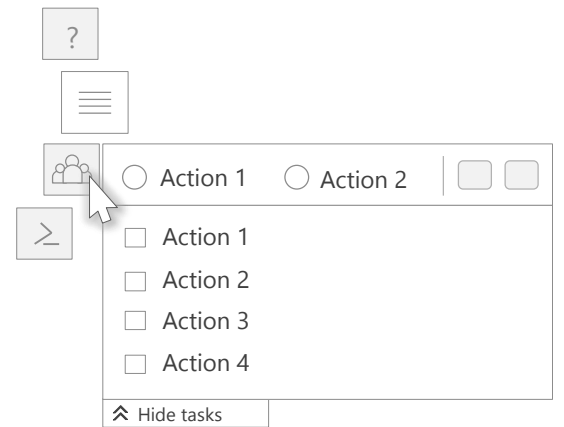 ?
Action 1 Action 2
Action 1
Action 2
Action 3
Action 4
Hide tasks